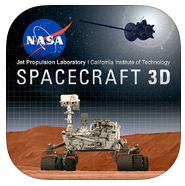 NASA
Jet Propulsion Laboratory | California Institute of Technology
SPACECRAFT 3D